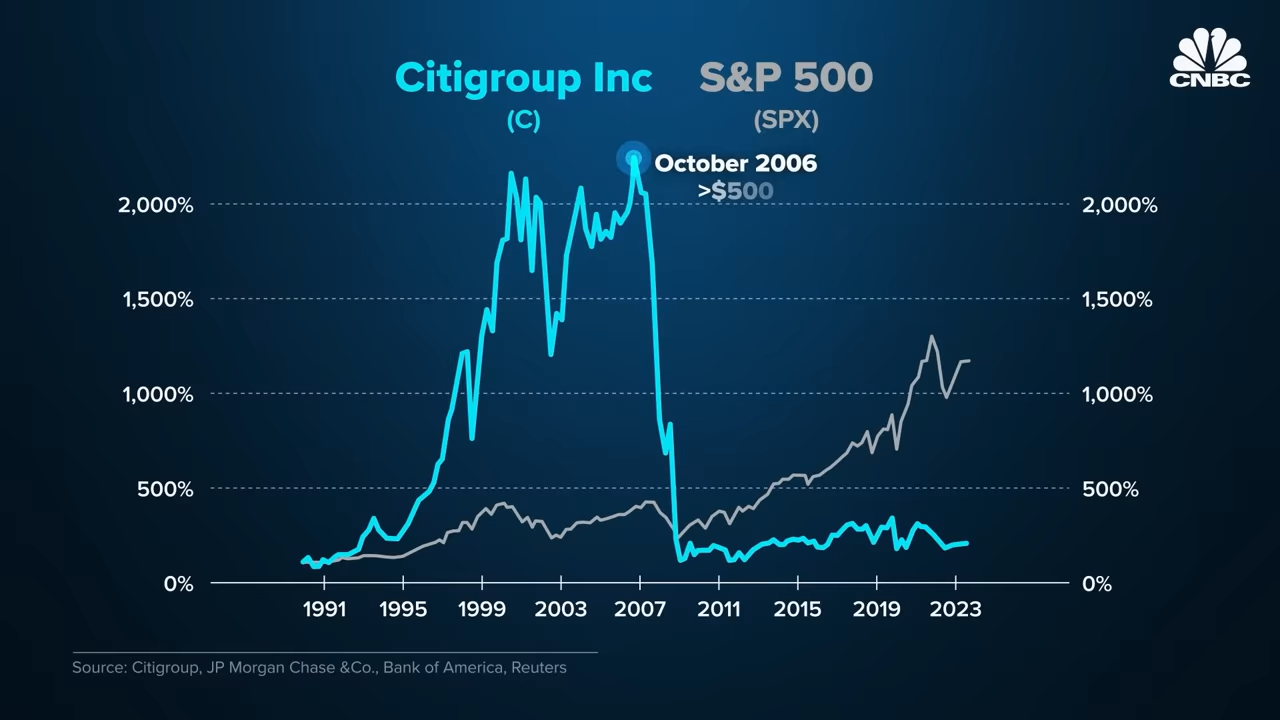 CNBC
Citigroup Inc S&P 500
(C) (SPX)
October 2006
>$500
2,000% 2,000%
1,500% 1,500%
1,000% 1,000%
500% 500%
0% 0%
1991 1995 1999 2003 2007 2011 2015 2019 2023
Source: Citigroup, JP Morgan Chase &Co., Bank of America, Reuters